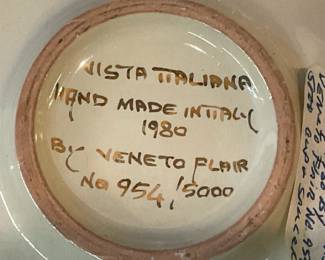 VISTA ITALIANA
HAND MADE IN ITALY
1980
BY VENETO FLAIR
No 954/5000